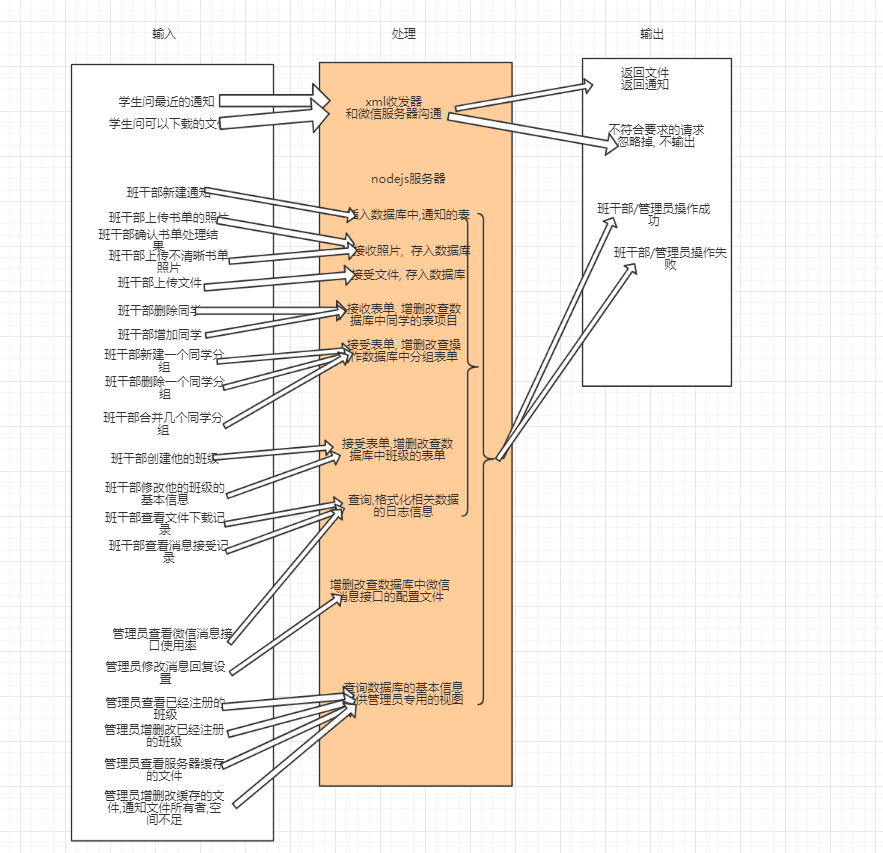 输入
处理
输出
学生问最近的通知
学生问可以下载的文
班干部新建通知
班干部上传书单的照片
班干部确认书单处理结
果
班干部上传不清晰书单
照片
班干部上传文件
班干部删除同学
班干部增加同学
班干部新建一个同学分
组
班干部删除一个同学分
组
班干部合并几个同学分
组
班干部创建他的班级
班干部修改他的班级的
基本信息
班干部查看文件下载记
录
班干部查看消息接受记
录
管理员查看微信消息接
口使用率
管理员修改消息回复设
置
管理员查看已经注册的
班级
管理员增删改已经注册
的班级
管理员查看服务器缓存
的文件
管理员增删改缓存的文
件,通知文件所有者,空
间不足
xml收发器
和微信服务器沟通
nodejs服务器
插入数据库中,通知的表
接收照片, 存入数据库
接受文件, 存入数据库
接收表单, 增删改查数
据库中同学的表项目
接受表单, 增删改查操
作数据库中分组表单
接受表单,增删改查数
据库中班级的表单
查询,格式化相关数据
的日志信息
增删改查数据库中微信
消息接口的配置文件
查询数据库的基本信息
供管理员专用的视图
返回文件
返回通知
不符合要求的请求
忽略掉, 不输出
班干部/管理员操作成
功
班干部/管理员操作失
败